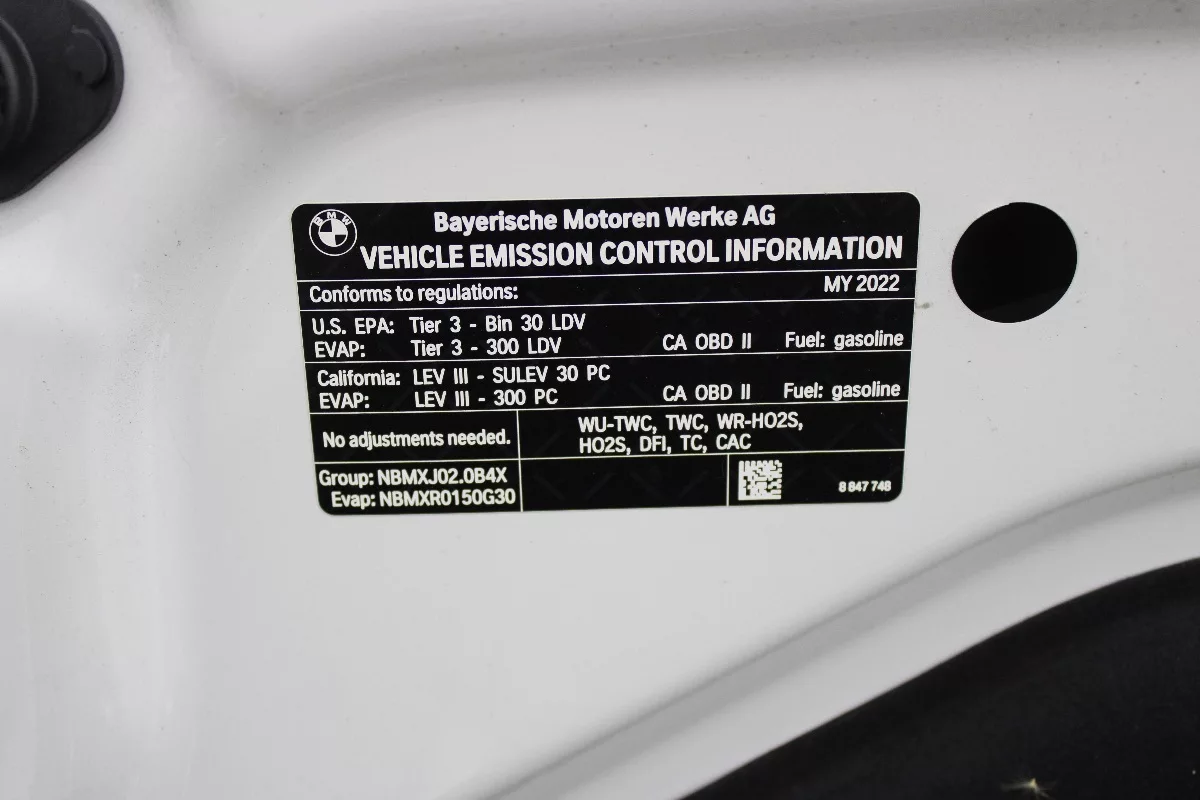 BMW
Bayerische Motoren Werke AG
VEHICLE EMISSION CONTROL INFORMATION
Conforms to regulations: MY 2022
U.S. EPA: Tier 3 - Bin 30 LDV
EVAP: Tier 3 - 300 LDV CA OBD II Fuel: gasoline
California: LEV III - SULEV 30 PC
EVAP: LEV III - 300 PC CA OBD II Fuel: gasoline
No adjustments needed.
WU-TWC, TWC, WR-HO2S,
HO2S, DFI, TC, CAC
Group: NBMXJ02.0B4X
Evap: NBMXR0150G30
8 847 748